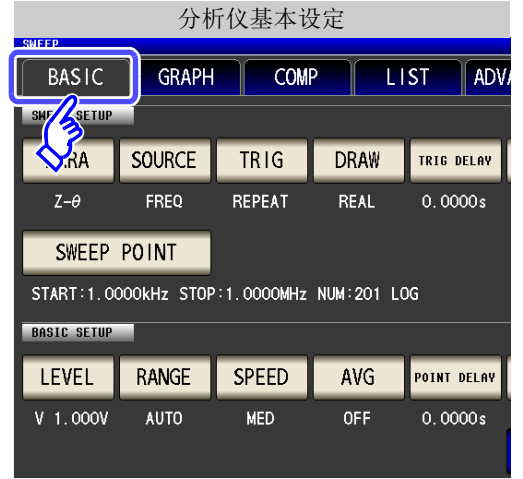 分析仪基本设定
SWEEP
BASIC GRAPH COMP LIST
SETUP
SOURCE TRIG DRAW TRIG DELAY
Z-θ FREQ REPEAT REAL 0.0000s
SWEEP POINT
START:1.0000kHz STOP:1.0000MHz NUM:201 LOG
BASIC SETUP
LEVEL RANGE SPEED AVG POINT DELAY
V 1.000V AUTO MED OFF 0.0000s